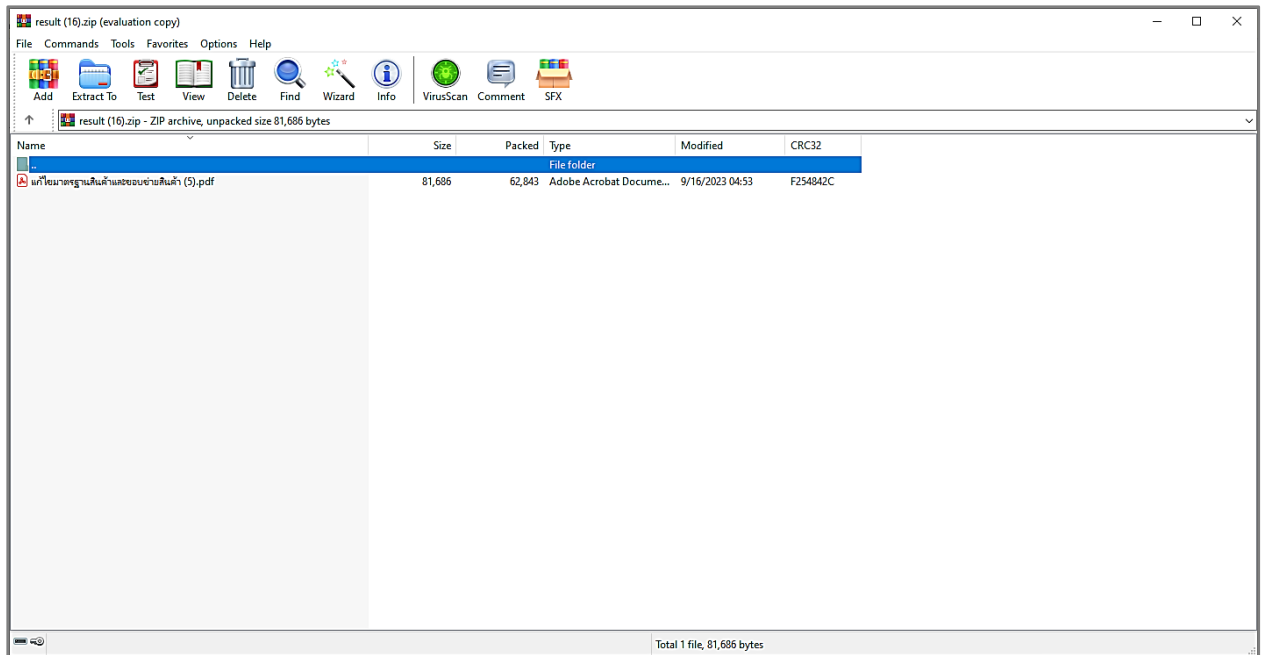 result (16).zip (evaluation copy)
File Commands Tools Favorites Options Help
Add Extract To Test View Delete Find Wizard Info VirusScan Comment SFX
result (16).zip - ZIP archive, unpacked size 81,686 bytes
Name Size Packed Type Modified CRC32
.. File folder
แก้ไขมาตรฐานสินค้าและขอบข่ายสินค้า (5).pdf 81,686 62,843 Adobe Acrobat Docume... 9/16/2023 04:53 F254842C
Total 1 file, 81,686 bytes